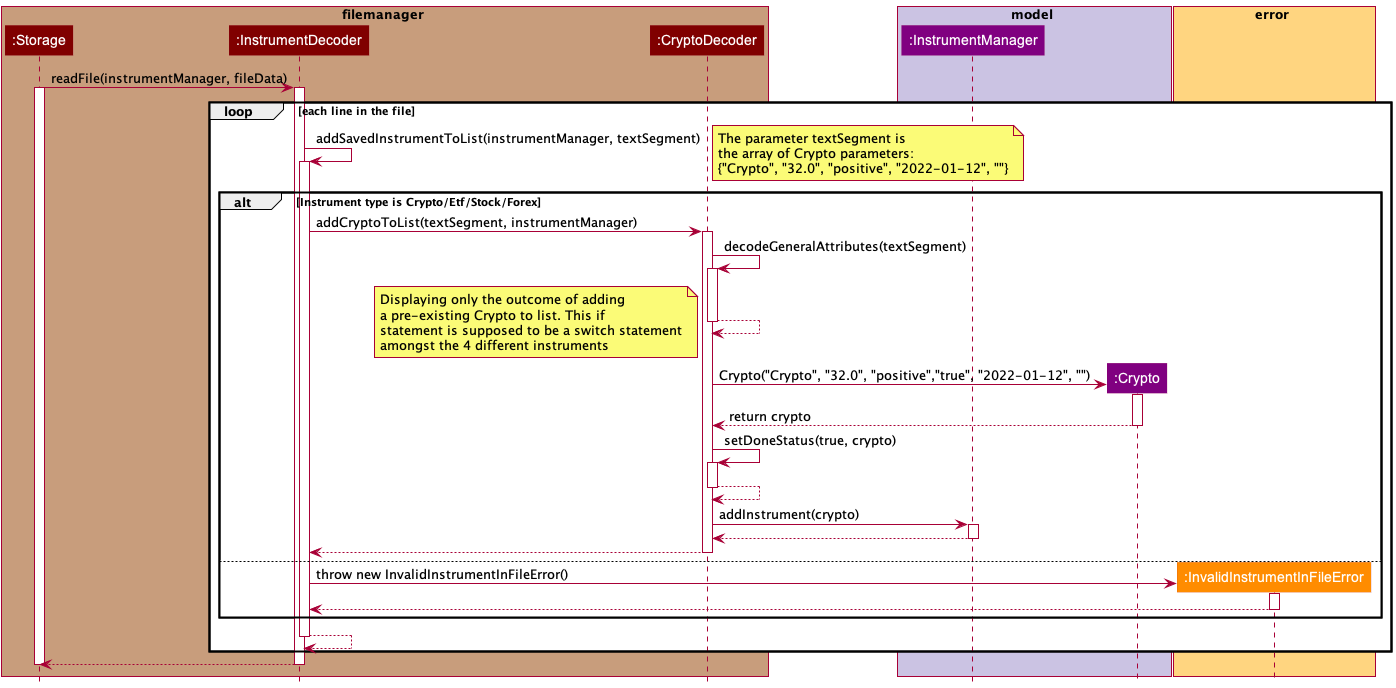 filemanager
model
error
:Storage
:InstrumentDecoder
:CryptoDecoder
:InstrumentManager
readFile(instrumentManager, fileData)
loop
[each line in the file]
addSavedInstrumentToList(instrumentManager, textSegment)
The parameter textSegment is
the array of Crypto parameters:
{"Crypto", "32.0", "positive", "2022-01-12", ""}
alt
[Instrument type is Crypto/Etf/Stock/Forex]
addCryptoToList(textSegment, instrumentManager)
decodeGeneralAttributes(textSegment)
Displaying only the outcome of adding
a pre-existing Crypto to list. This if
statement is supposed to be a switch statement
amongst the 4 different instruments
Crypto("Crypto", "32.0", "positive","true", "2022-01-12", "")
:Crypto
return crypto
setDoneStatus(true, crypto)
addInstrument(crypto)
throw new InvalidInstrumentInFileError()
:InvalidInstrumentInFileError